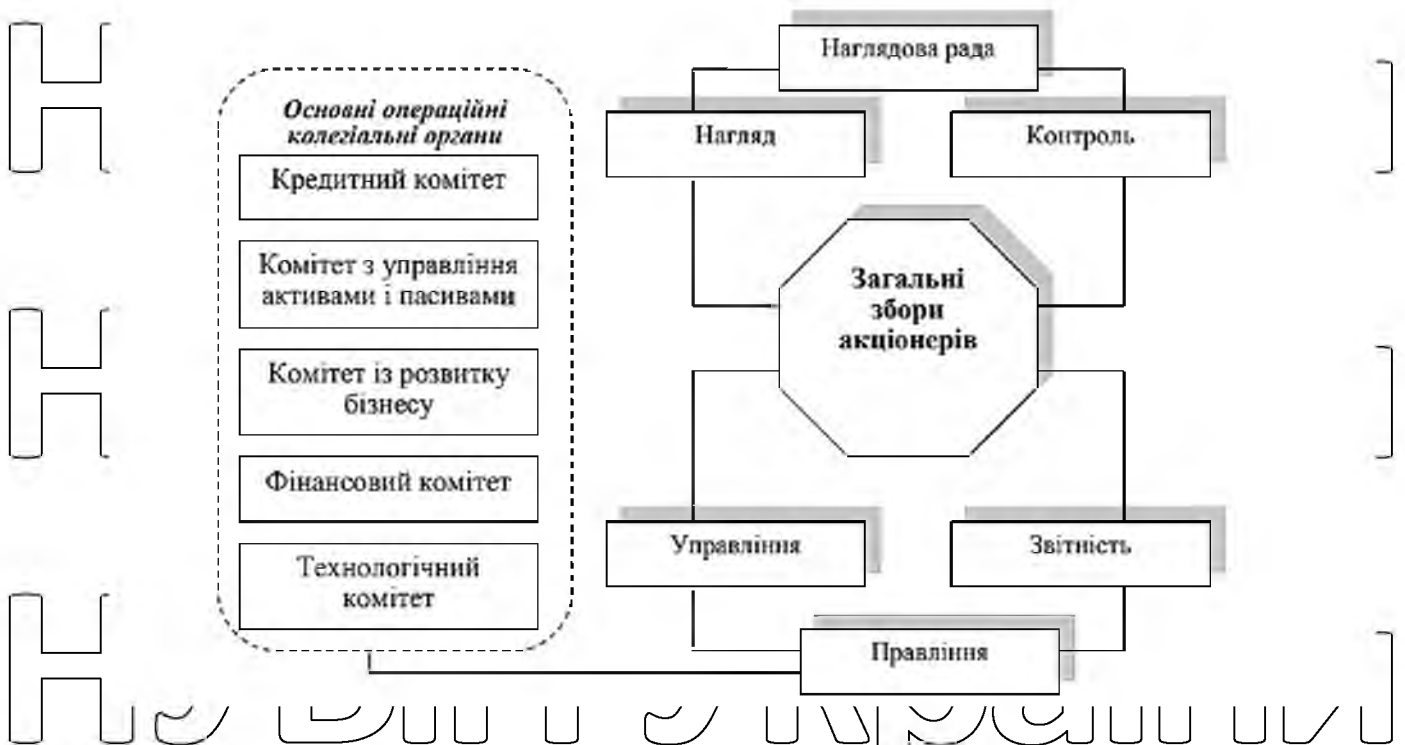 Наглядова рада
Основні операційні
колегіальні органи
Нагляд
Контроль
Кредитний комітет
Комітет з управління
активами і пасивами
Загальні
збори
акціонерів
Комітет із розвитку
бізнесу
Фінансовий комітет
Управління
Звітність
Технологічний
комітет
Правління